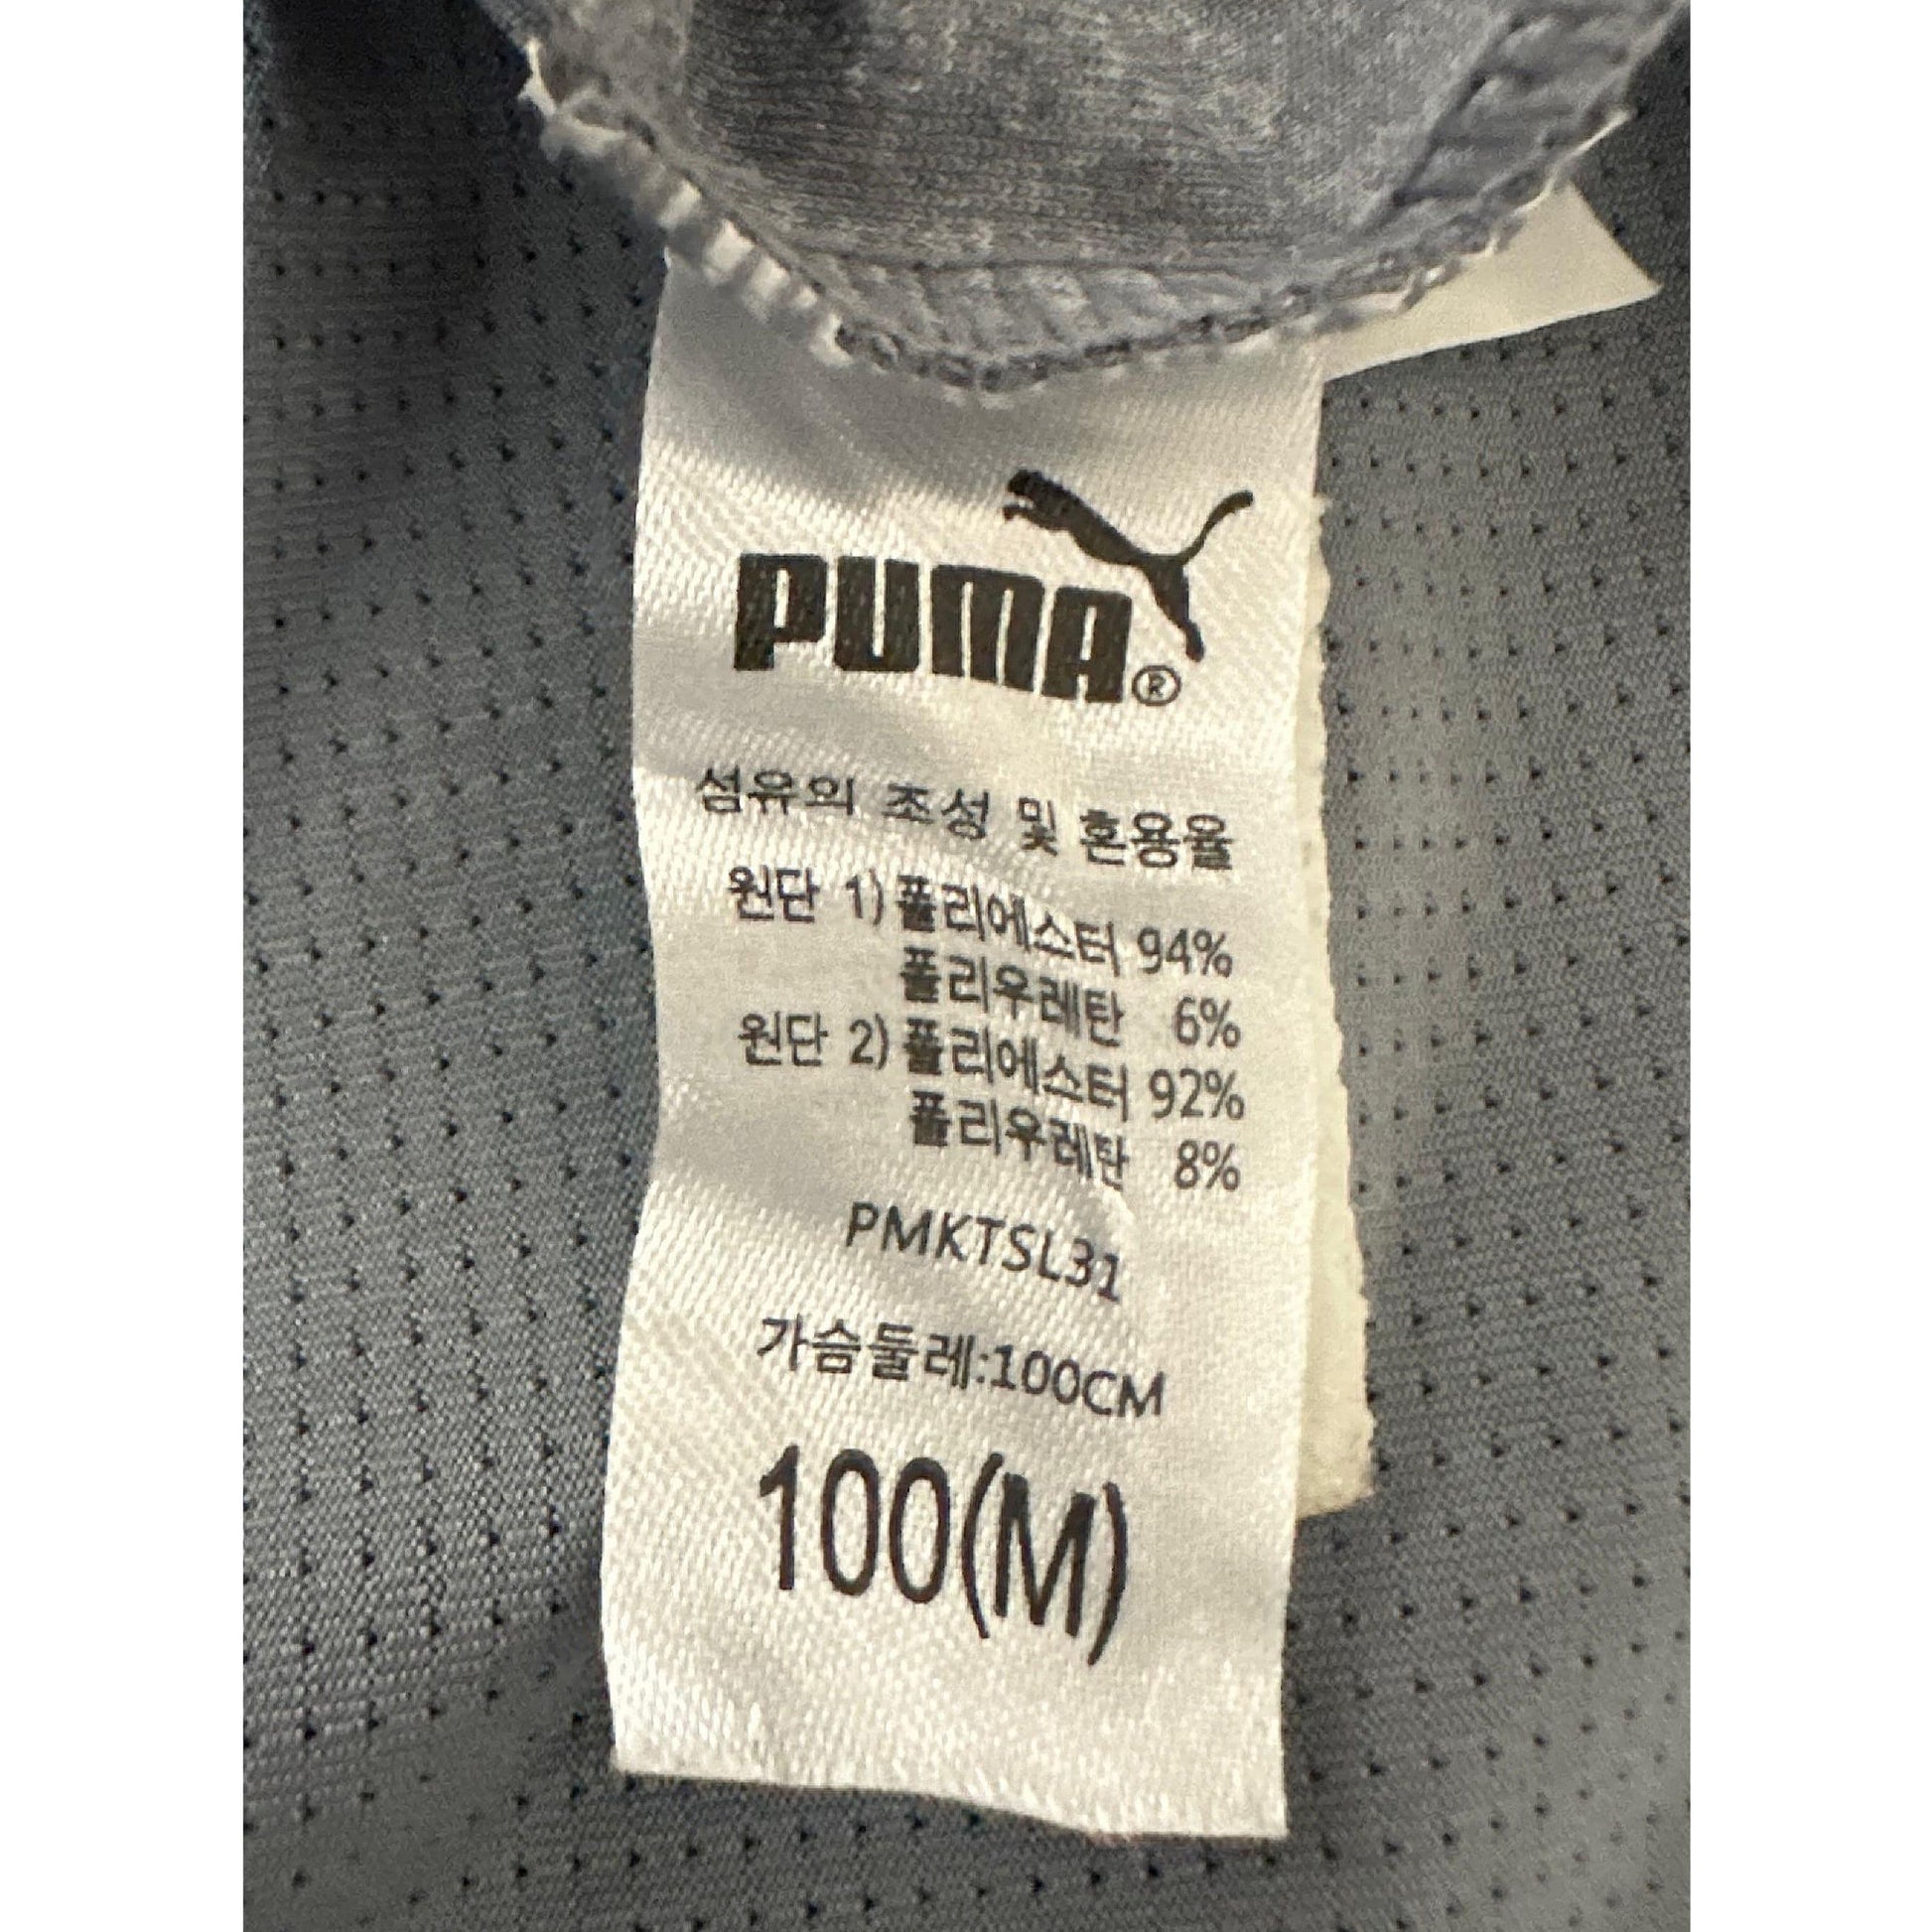 PUMA®
섬유의 조성 및 혼용율
원단 1) 폴리에스터 94%
폴리우레탄 6%
원단 2) 폴리에스터 92%
폴리우레탄 8%
PMKTSL31
가슴둘레:100CM
100(M)